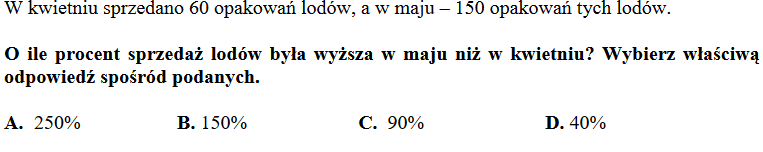 W kwietniu sprzedano 60 opakowań lodów, a w maju – 150 opakowań tych lodów.
O ile procent sprzedaż lodów była wyższa w maju niż w kwietniu? Wybierz właściwą
odpowiedź spośród podanych.
A. 250% B. 150% C. 90% D. 40%